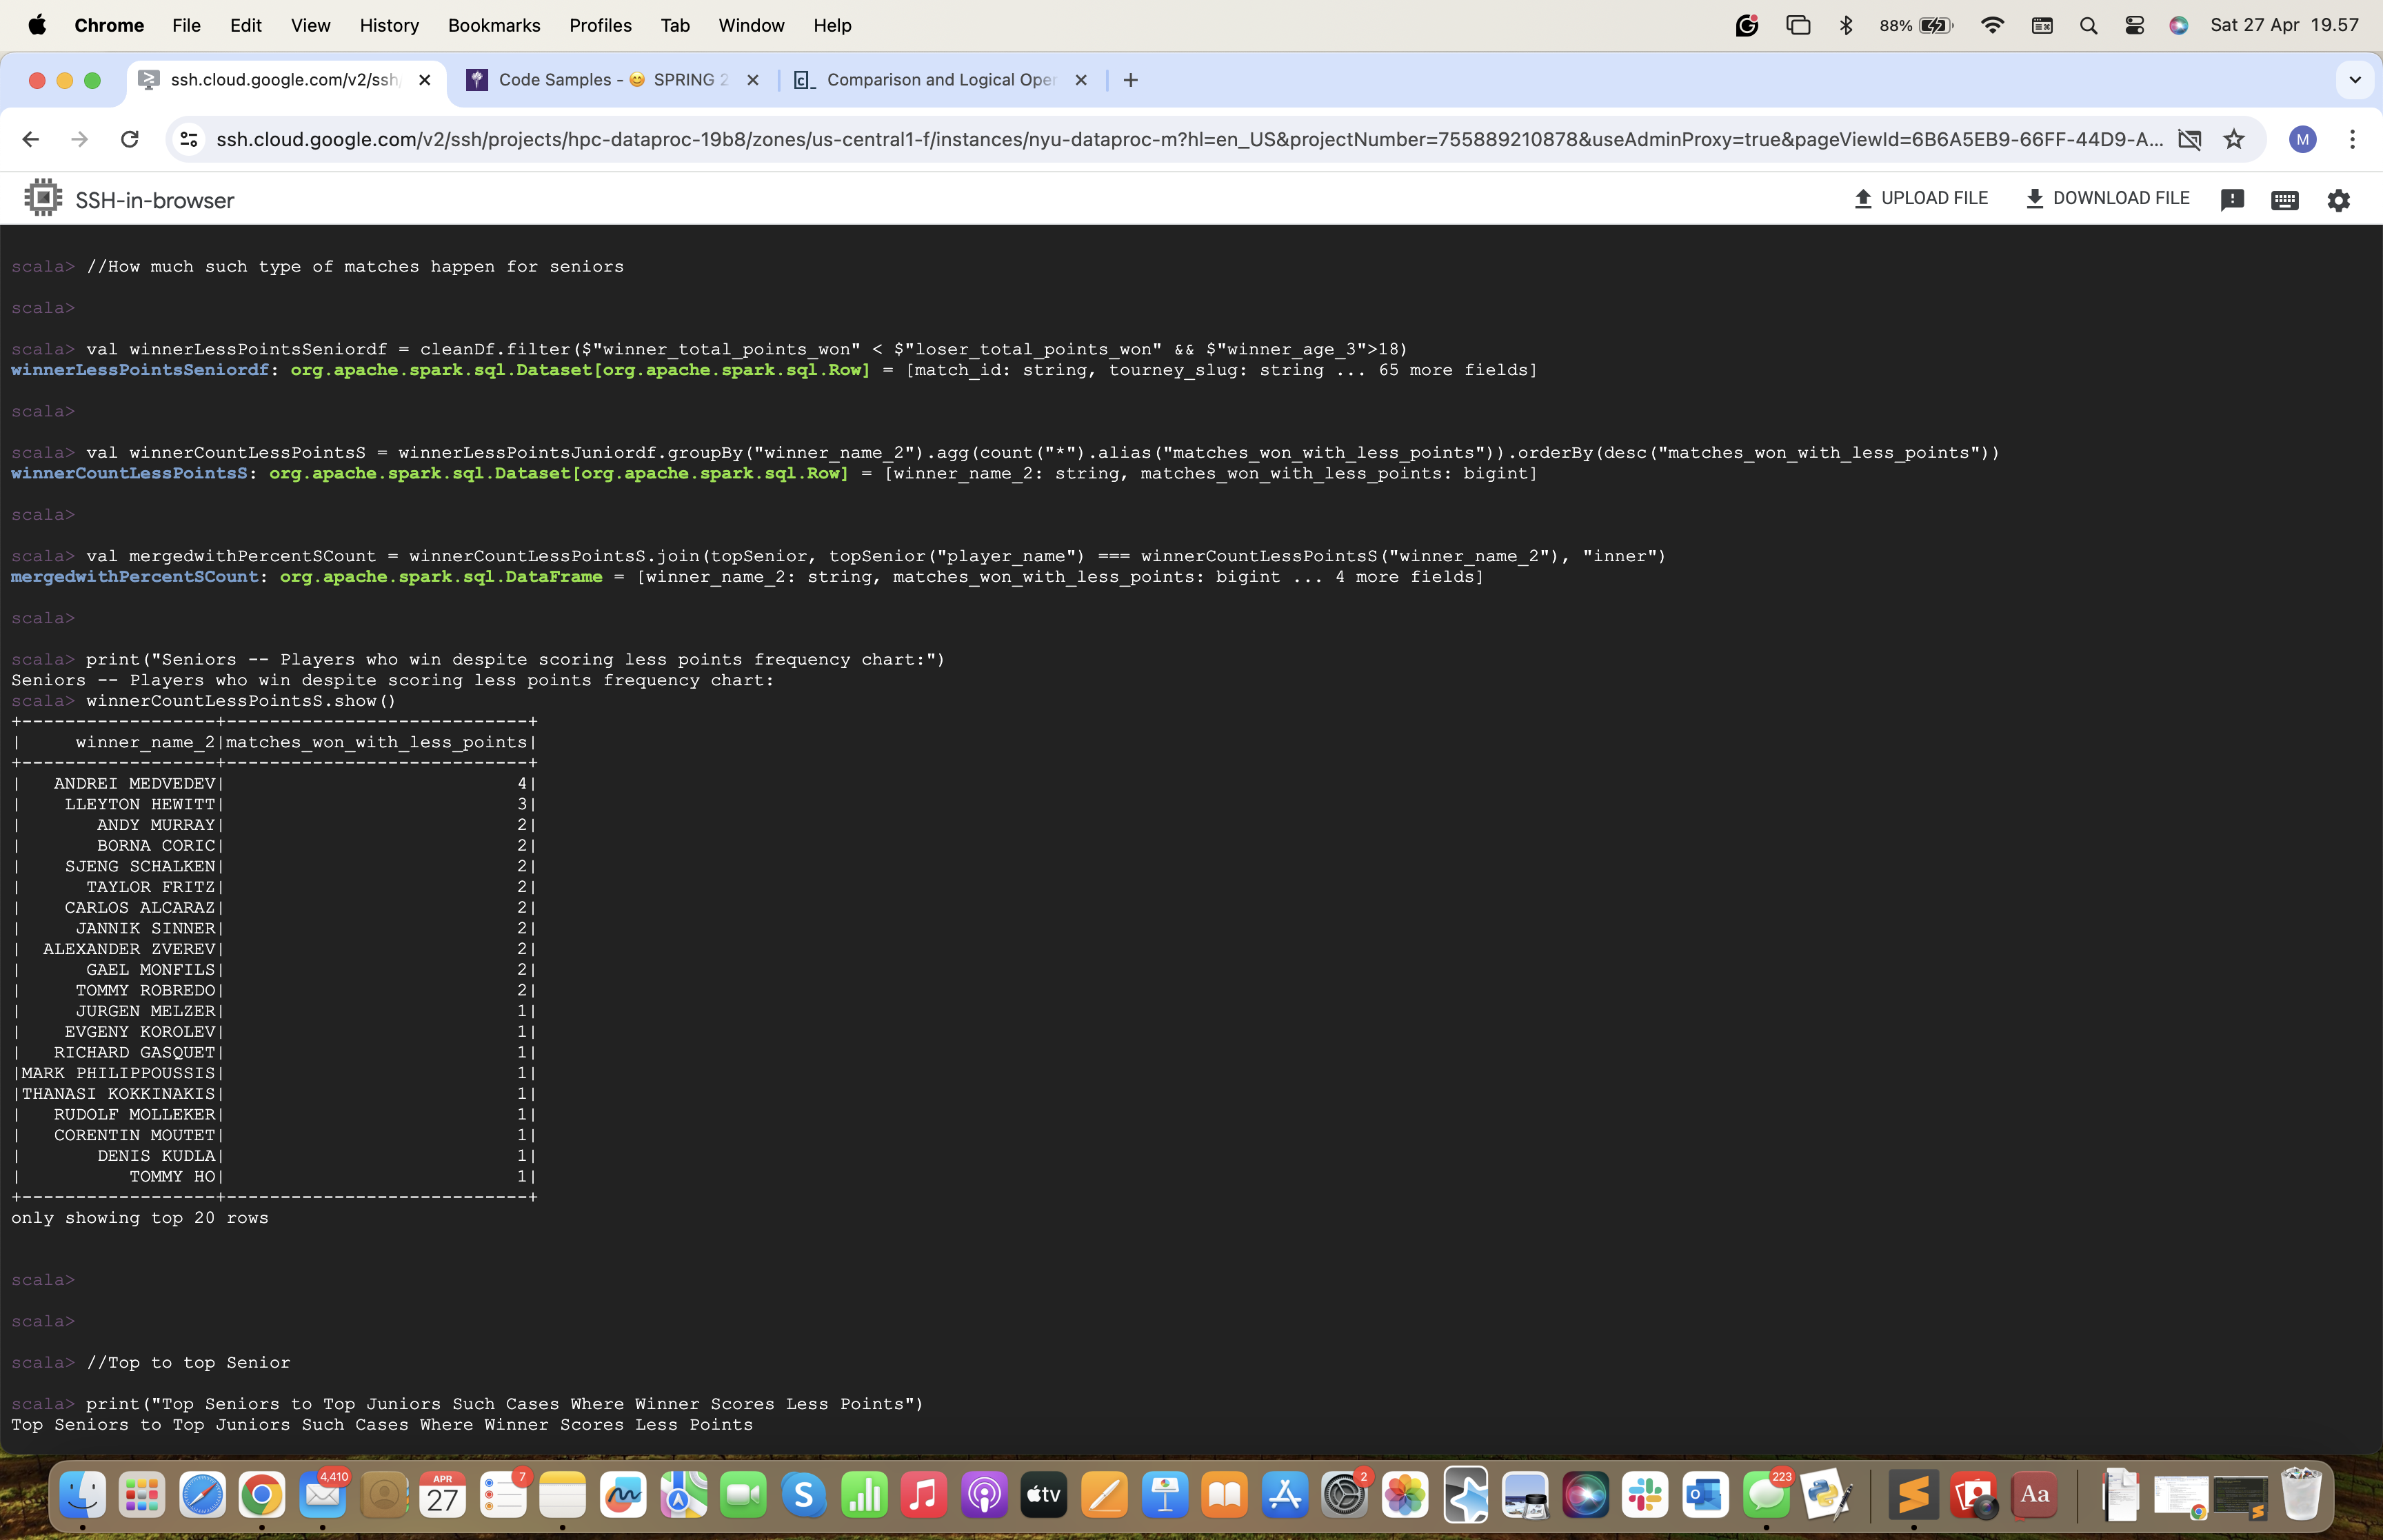 Chrome File Edit View History Bookmarks Profiles Tab Window Help 88% Sat 27 Apr 19.57
ssh.cloud.google.com/v2/ssh Code Samples - 😊 SPRING 2 Comparison and Logical Oper
ssh.cloud.google.com/v2/ssh/projects/hpc-dataproc-19b8/zones/us-central1-f/instances/nyu-dataproc-m?hl=en_US&projectNumber=755889210878&useAdminProxy=true&pageViewId=6B6A5EB9-66FF-44D9-A... M
SSH-in-browser UPLOAD FILE DOWNLOAD FILE
scala> //How much such type of matches happen for seniors
scala>
scala> val winnerLessPointsSeniordf = cleanDf.filter($"winner_total_points_won" < $"loser_total_points_won" && $"winner_age_3">18)
winnerLessPointsSeniordf: org.apache.spark.sql.Dataset[org.apache.spark.sql.Row] = [match_id: string, tourney_slug: string ... 65 more fields]
scala>
scala> val winnerCountLessPointsS = winnerLessPointsJuniordf.groupBy("winner_name_2").agg(count("*").alias("matches_won_with_less_points")).orderBy(desc("matches_won_with_less_points"))
winnerCountLessPointsS: org.apache.spark.sql.Dataset[org.apache.spark.sql.Row] = [winner_name_2: string, matches_won_with_less_points: bigint]
scala>
scala> val mergedwithPercentSCount = winnerCountLessPointsS.join(topSenior, topSenior("player_name") === winnerCountLessPointsS("winner_name_2"), "inner")
mergedwithPercentSCount: org.apache.spark.sql.DataFrame = [winner_name_2: string, matches_won_with_less_points: bigint ... 4 more fields]
scala>
scala> print("Seniors -- Players who win despite scoring less points frequency chart:")
Seniors -- Players who win despite scoring less points frequency chart:
scala> winnerCountLessPointsS.show()
+------------------+----------------------------+
|     winner_name_2|matches_won_with_less_points|
+------------------+----------------------------+
|   ANDREI MEDVEDEV|                           4|
|    LLEYTON HEWITT|                           3|
|       ANDY MURRAY|                           2|
|       BORNA CORIC|                           2|
|    SJENG SCHALKEN|                           2|
|      TAYLOR FRITZ|                           2|
|    CARLOS ALCARAZ|                           2|
|     JANNIK SINNER|                           2|
|  ALEXANDER ZVEREV|                           2|
|      GAEL MONFILS|                           2|
|     TOMMY ROBREDO|                           2|
|     JURGEN MELZER|                           1|
|    EVGENY KOROLEV|                           1|
|   RICHARD GASQUET|                           1|
|MARK PHILIPPOUSSIS|                           1|
|THANASI KOKKINAKIS|                           1|
|   RUDOLF MOLLEKER|                           1|
|   CORENTIN MOUTET|                           1|
|       DENIS KUDLA|                           1|
|          TOMMY HO|                           1|
+------------------+----------------------------+
only showing top 20 rows
scala>
scala>
scala> //Top to top Senior
scala> print("Top Seniors to Top Juniors Such Cases Where Winner Scores Less Points")
Top Seniors to Top Juniors Such Cases Where Winner Scores Less Points
4,410 APR 27 7 tv 2 223 Aa